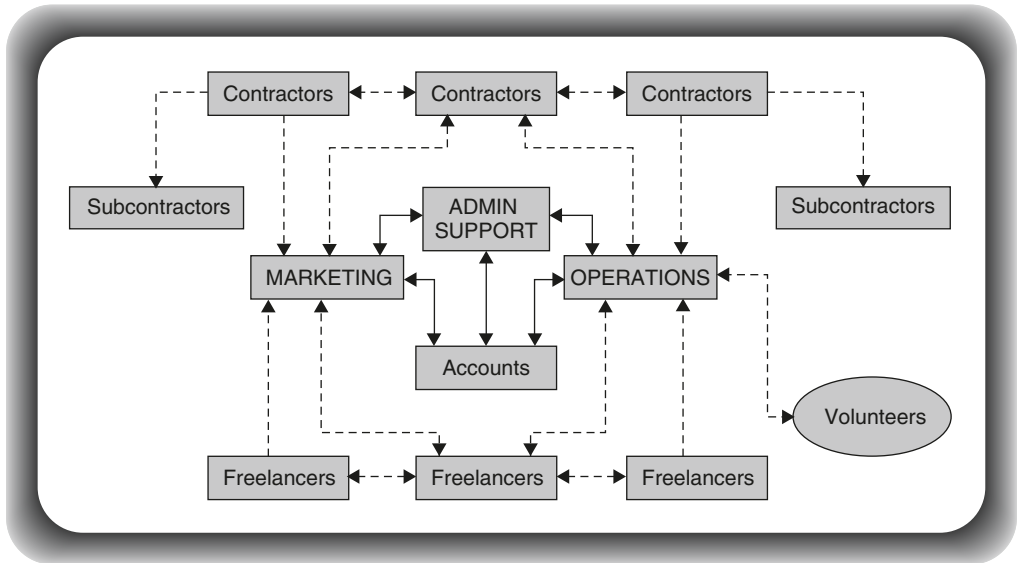 Contractors
Contractors
Contractors
Subcontractors
ADMIN
SUPPORT
Subcontractors
MARKETING
OPERATIONS
Accounts
Volunteers
Freelancers
Freelancers
Freelancers